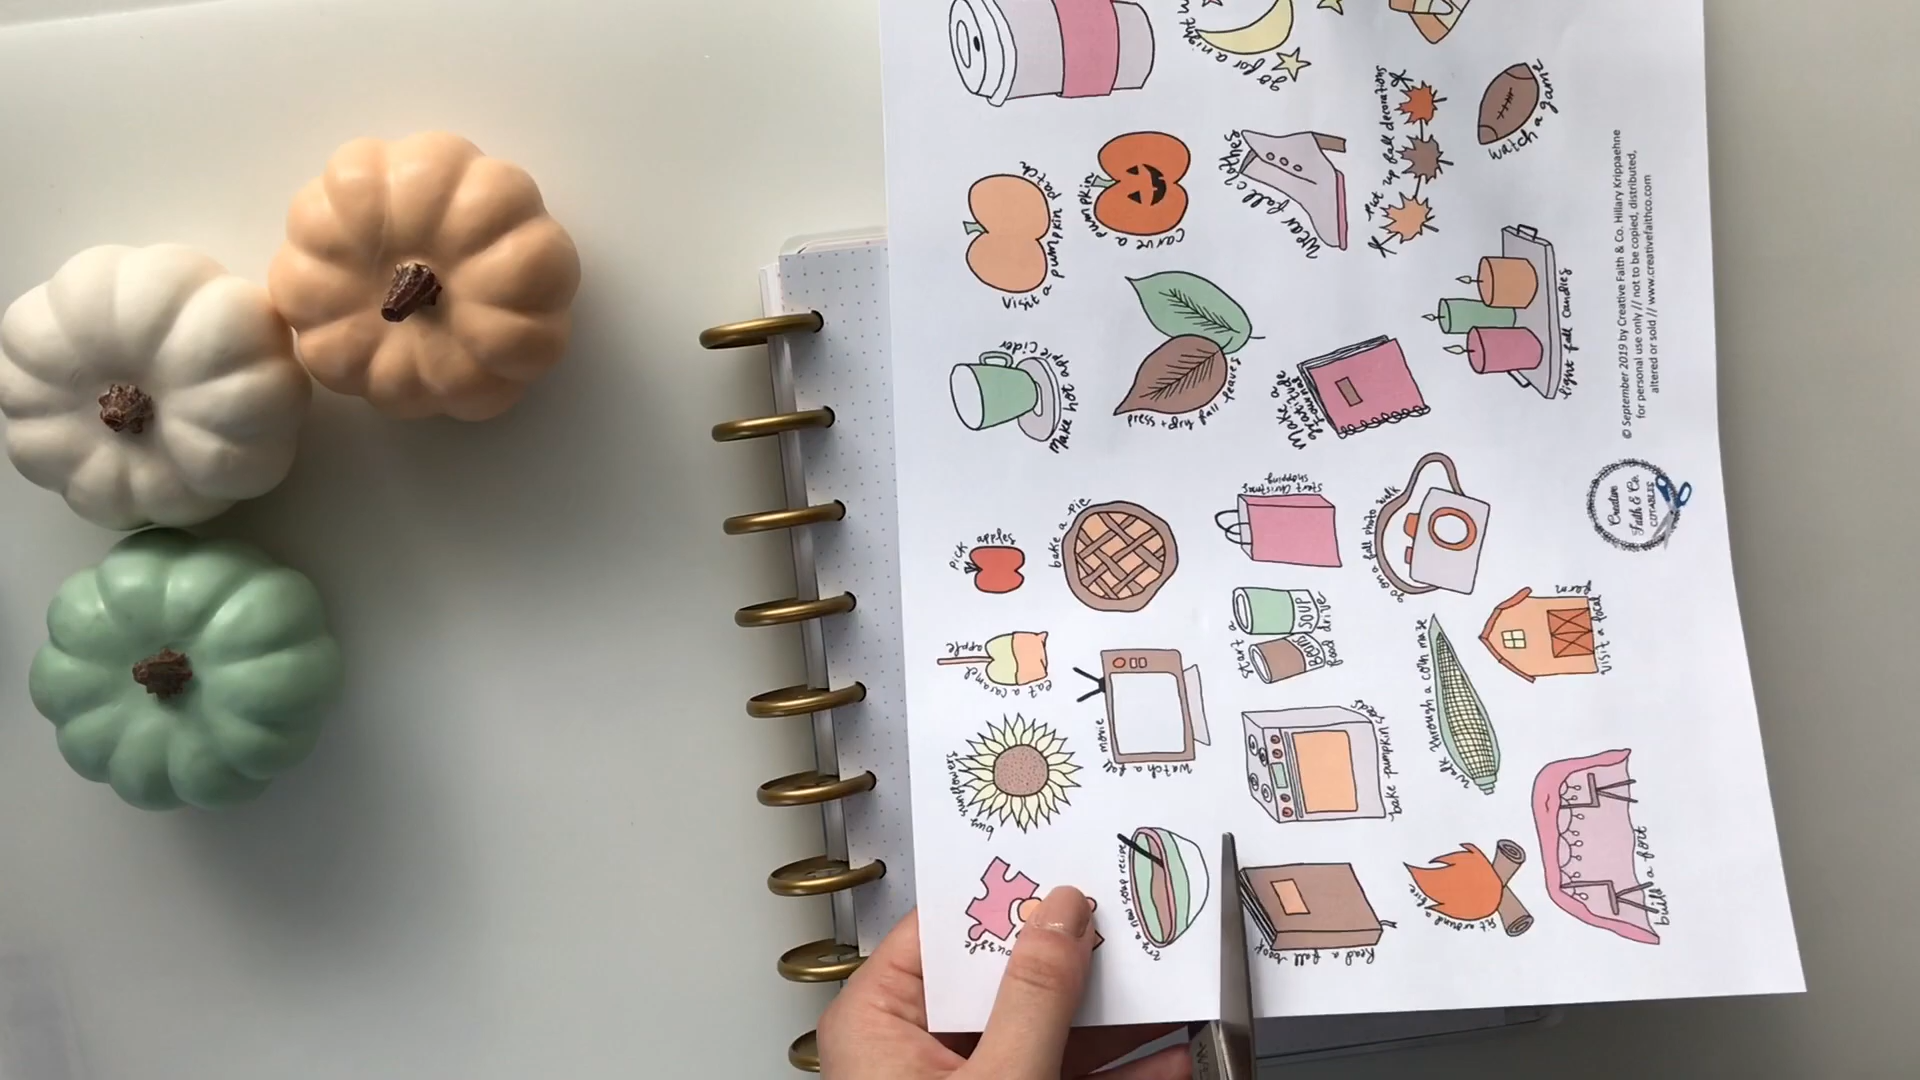 go for a night
watch a game
put up fall decorations
wear fall clothes
carve a pumpkin
visit a pumpkin patch
light fall candles
make a
gratitude
journal
press + dry fall leaves
make hot apple cider
start Christmas
shopping
go on a fall photo walk
bake a pie
pick apples
visit a local farm
walk through a corn maze
start a
food drive
SOUP
BEANS
watch a fall movie
eat a caramel apple
bake pumpkin seeds
buy sunflowers
build a fort
sit around a fire
Read a fall book
try a new soup recipe
puzzle
© September 2019 by Creative Faith & Co. Hillary Krippaehne
for personal use only // not to be copied, distributed,
altered or sold // www.creativefaithco.com
Creative
Faith & Co.
CUTABLES